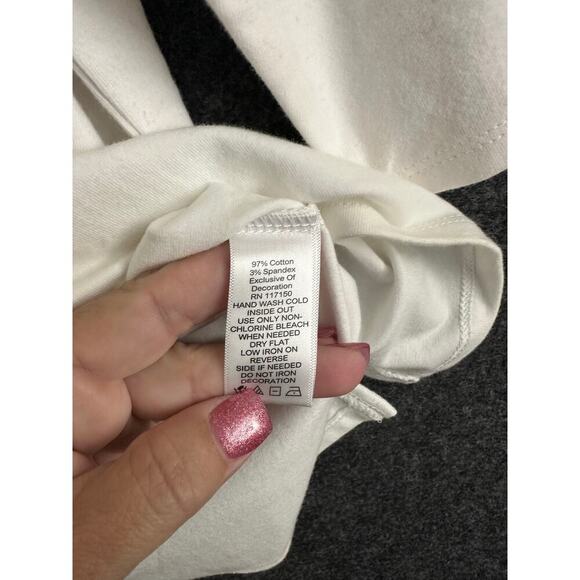 97% Cotton
3% Spandex
Exclusive Of
Decoration
RN 117150
HAND WASH COLD
INSIDE OUT
USE ONLY NON-
CHLORINE BLEACH
WHEN NEEDED
DRY FLAT
LOW IRON ON
REVERSE
SIDE IF NEEDED
DO NOT IRON
DECORATION